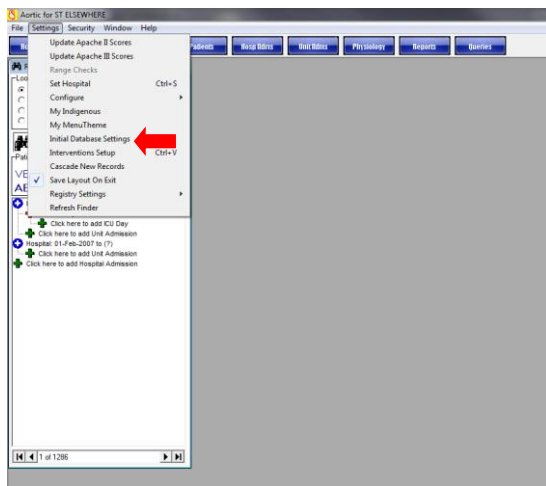 Aortic for ST ELSEWHERE
File Settings Security Window Help
Patients Hosp Adms Unit Adms Physiology Reports Queries
Update Apache II Scores
Update Apache III Scores
Range Checks
Set Hospital Ctrl+S
Configure
My Indigenous
My MenuTheme
Initial Database Settings
Interventions Setup Ctrl+V
Cascade New Records
Save Layout On Exit
Registry Settings
Refresh Finder
Click here to add ICU Day
Click here to add Unit Admission
Hospital: 01-Feb-2007 to (?)
Click here to add Unit Admission
Click here to add Hospital Admission
1 of 1286